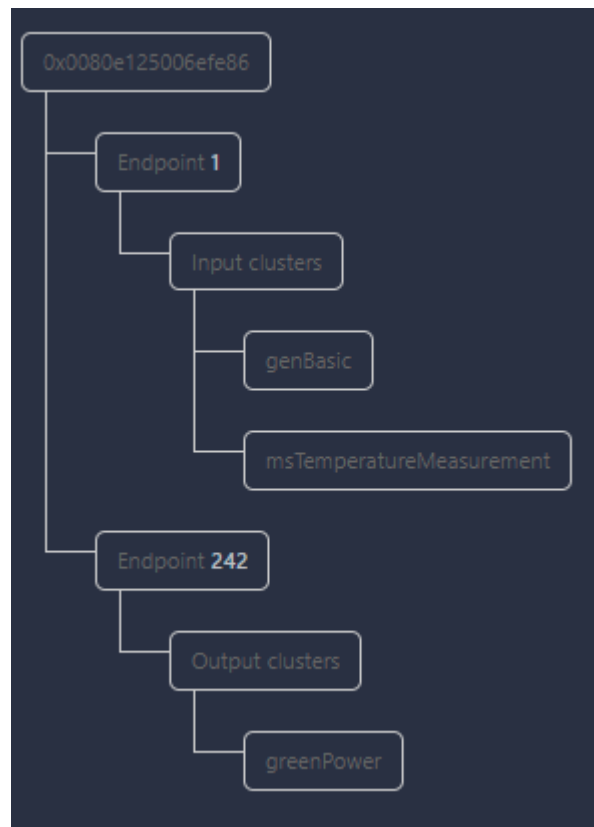 0x0080e125006efe86
Endpoint 1
Input clusters
genBasic
msTemperatureMeasurement
Endpoint 242
Output clusters
greenPower